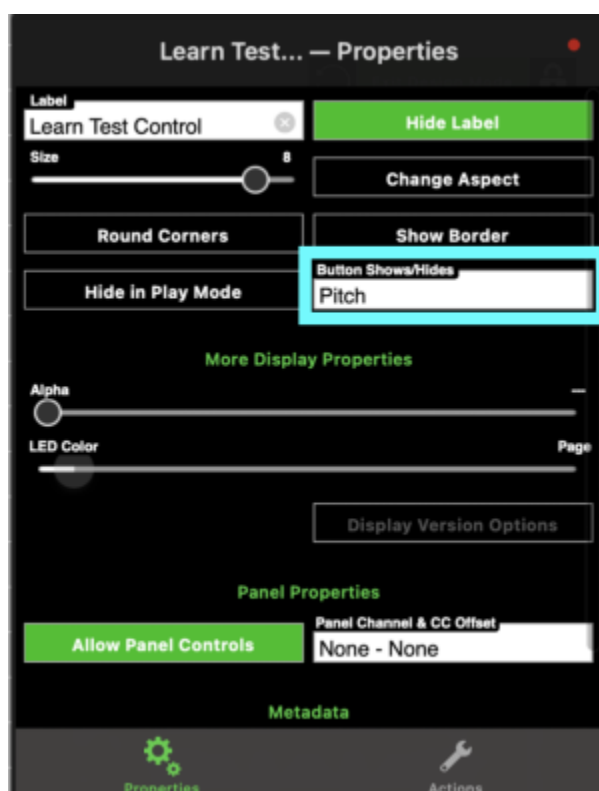 Learn Test... — Properties
Label
Learn Test Control
Hide Label
Size 8
Change Aspect
Round Corners
Show Border
Hide in Play Mode
Button Shows/Hides
Pitch
More Display Properties
Alpha —
LED Color Page
Display Version Options
Panel Properties
Allow Panel Controls
Panel Channel & CC Offset
None - None
Metadata
Properties Actions